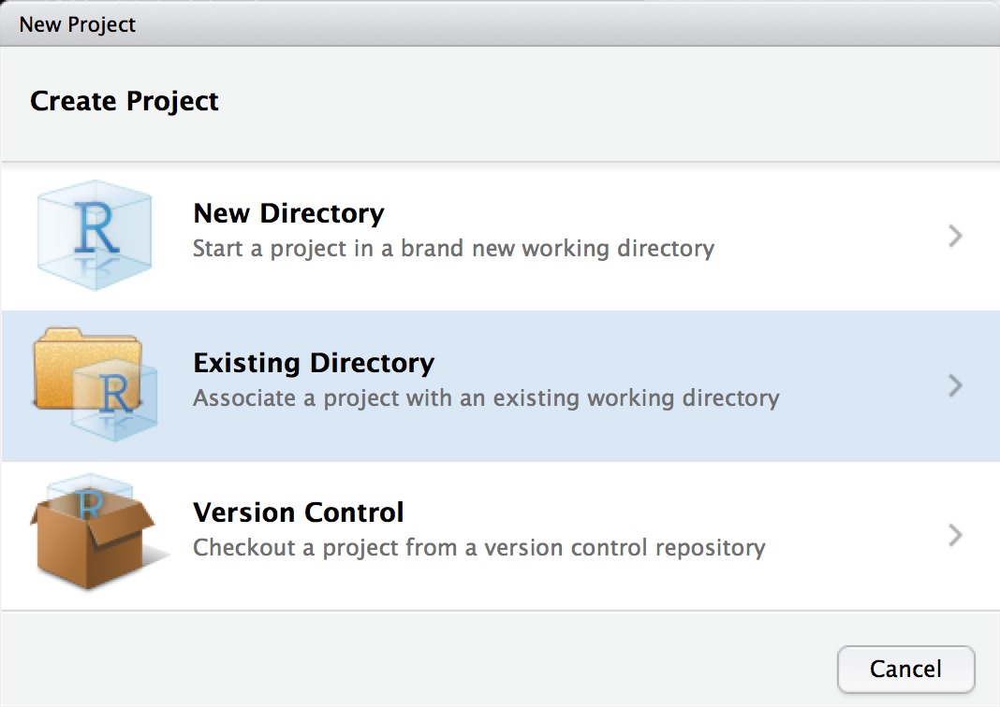 New Project
Create Project
R
New Directory
Start a project in a brand new working directory
R
Existing Directory
Associate a project with an existing working directory
R
Version Control
Checkout a project from a version control repository
Cancel